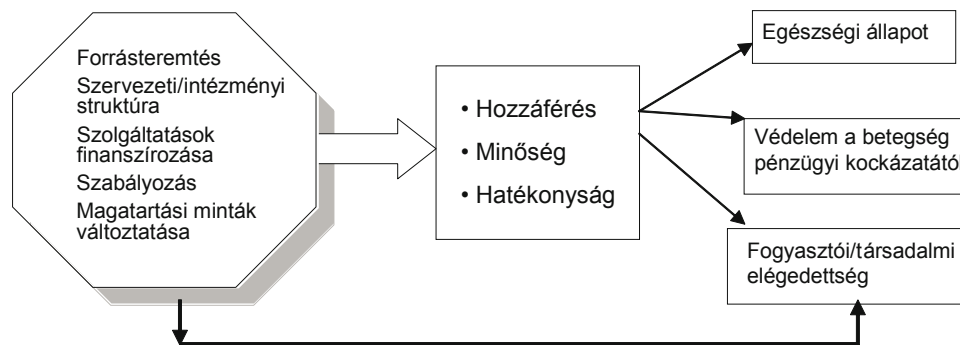 Forrásteremtés
Szervezeti/intézményi
struktúra
Szolgáltatások
finanszírozása
Szabályozás
Magatartási minták
változtatása
• Hozzáférés
• Minőség
• Hatékonyság
Egészségi állapot
Védelem a betegség
pénzügyi kockázatától
Fogyasztói/társadalmi
elégedettség